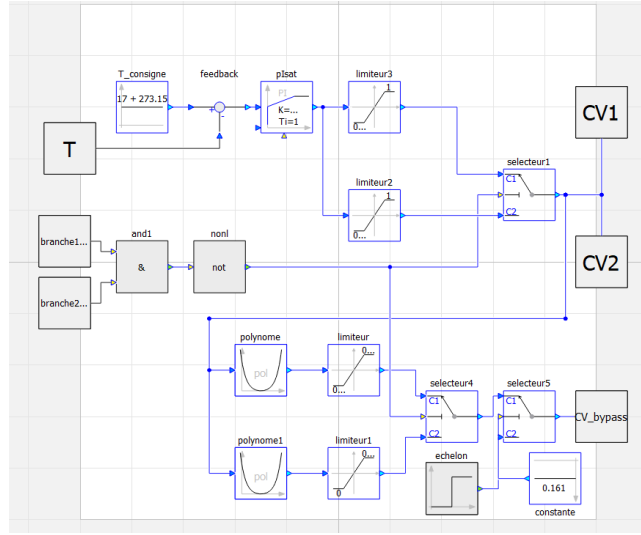 T_consigne
feedback
pIsat
limiteur3
17 + 273.15
+
-
PI
K=...
Ti=1
1
0...
CV1
T
limiteur2
1
0...
selecteur1
C1
C2
branche1...
and1
nonl
&
not
CV2
branche2...
polynome
limiteur
pol
0...
0...
selecteur4
selecteur5
C1
C1
CV_bypass
C2
C2
polynome1
limiteur1
pol
0...
0
echelon
0.161
constante